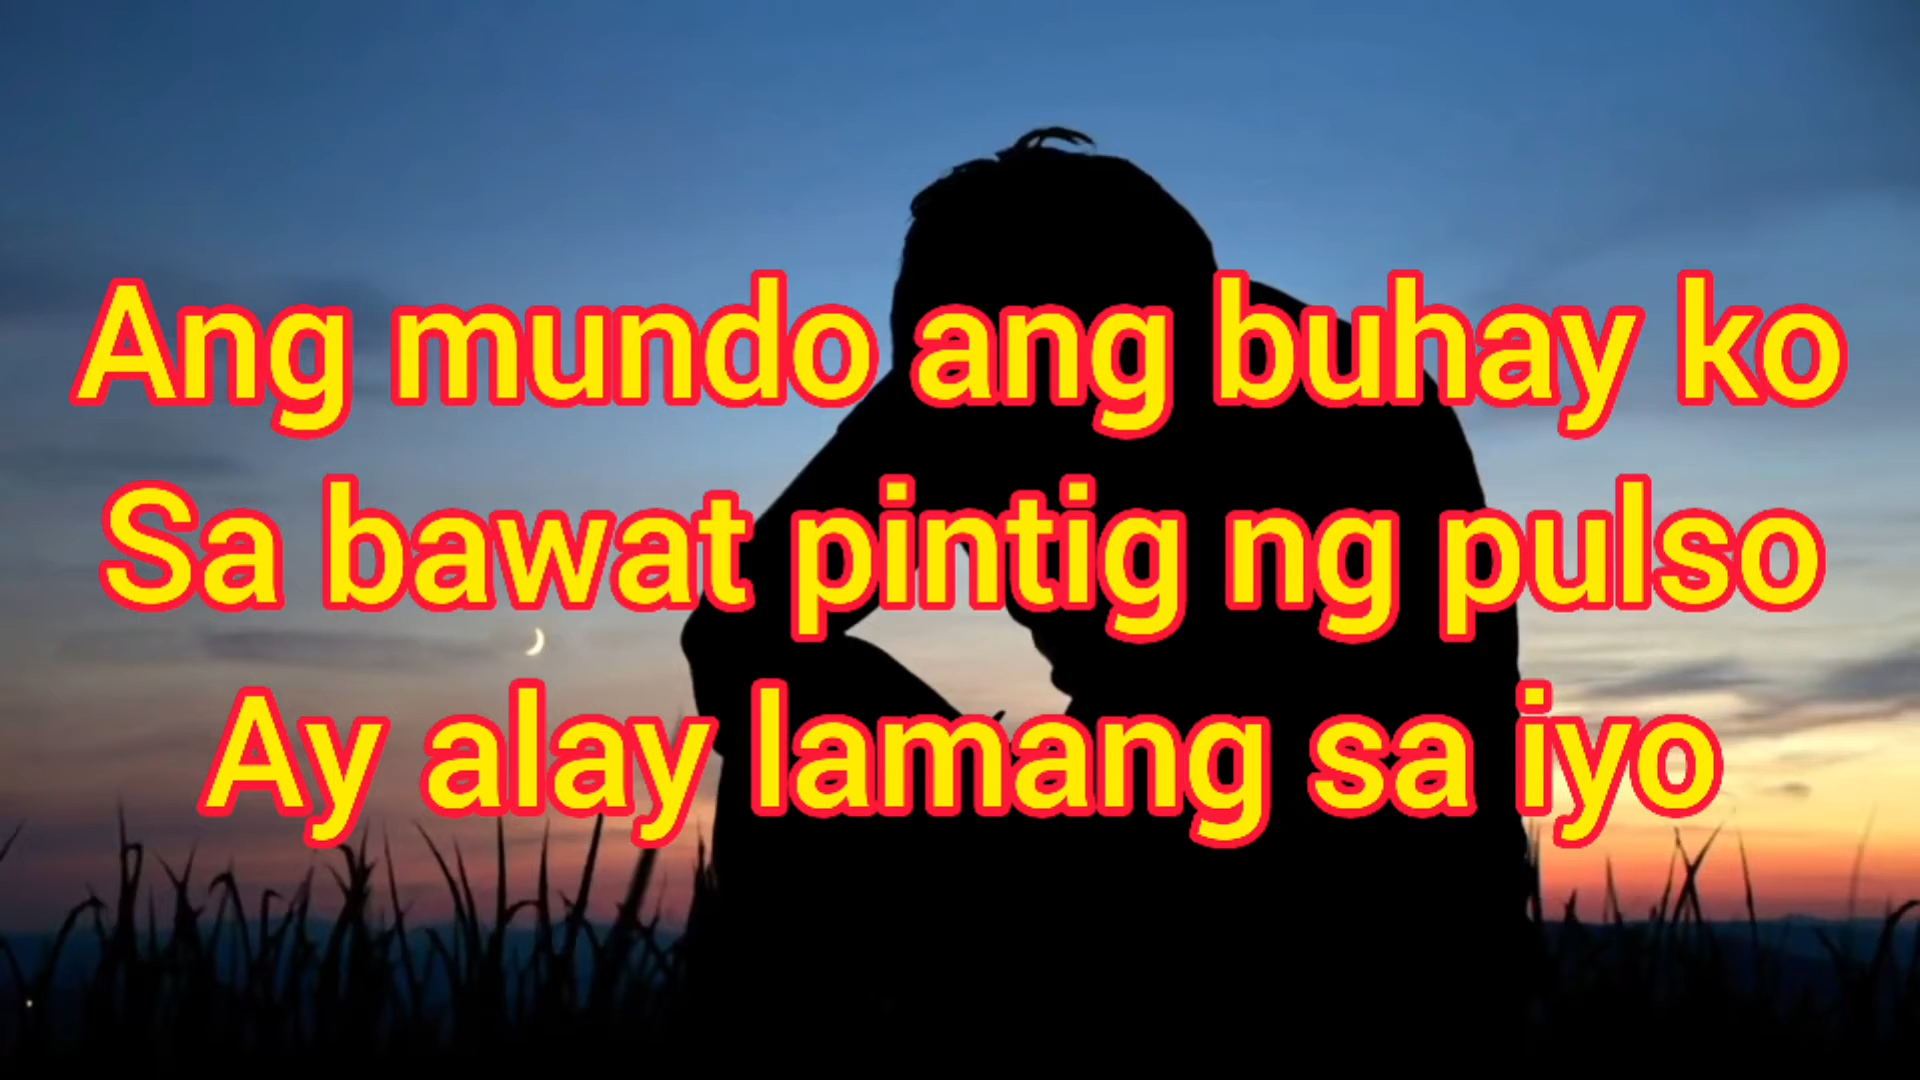 Ang mundo ang buhay ko
Sa bawat pintig ng pulso
Ay alay lamang sa iyo